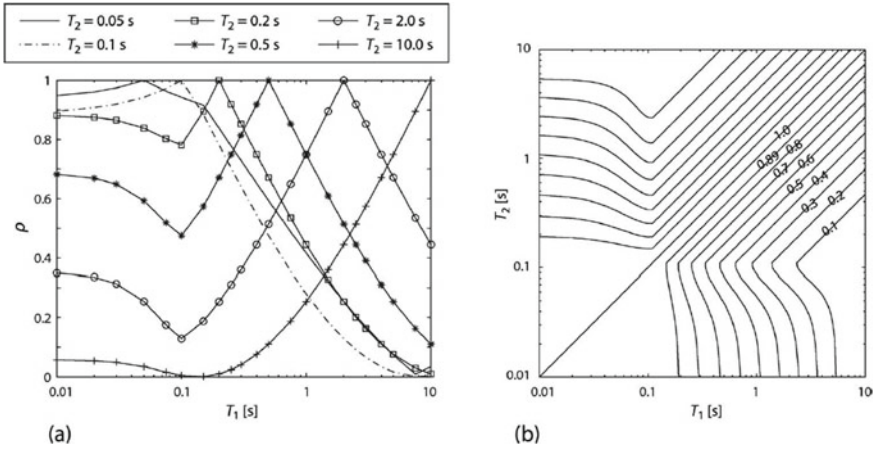 T2 = 0.05 s T2 = 0.2 s T2 = 2.0 s
T2 = 0.1 s T2 = 0.5 s T2 = 10.0 s
1
0.8
0.6
0.4
0.2
0
ρ
0.01 0.1 1 10
T1 [s]
(a)
10
1
0.1
0.01
T2 [s]
1.0
0.89 0.8
0.7 0.6
0.5 0.4
0.3 0.2
0.1
0.01 0.1 1 10
T1 [s]
(b)